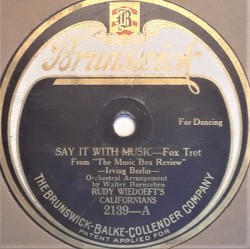 B
Brunswick
For Dancing
SAY IT WITH MUSIC—Fox Trot
From "The Music Box Review"
—Irving Berlin—
Orchestral Arrangement
by Walter Haenschen
RUDY WIEDOEFT'S
CALIFORNIANS
2139—A
THE BRUNSWICK-BALKE-COLLENDER COMPANY
PATENT APPLIED FOR